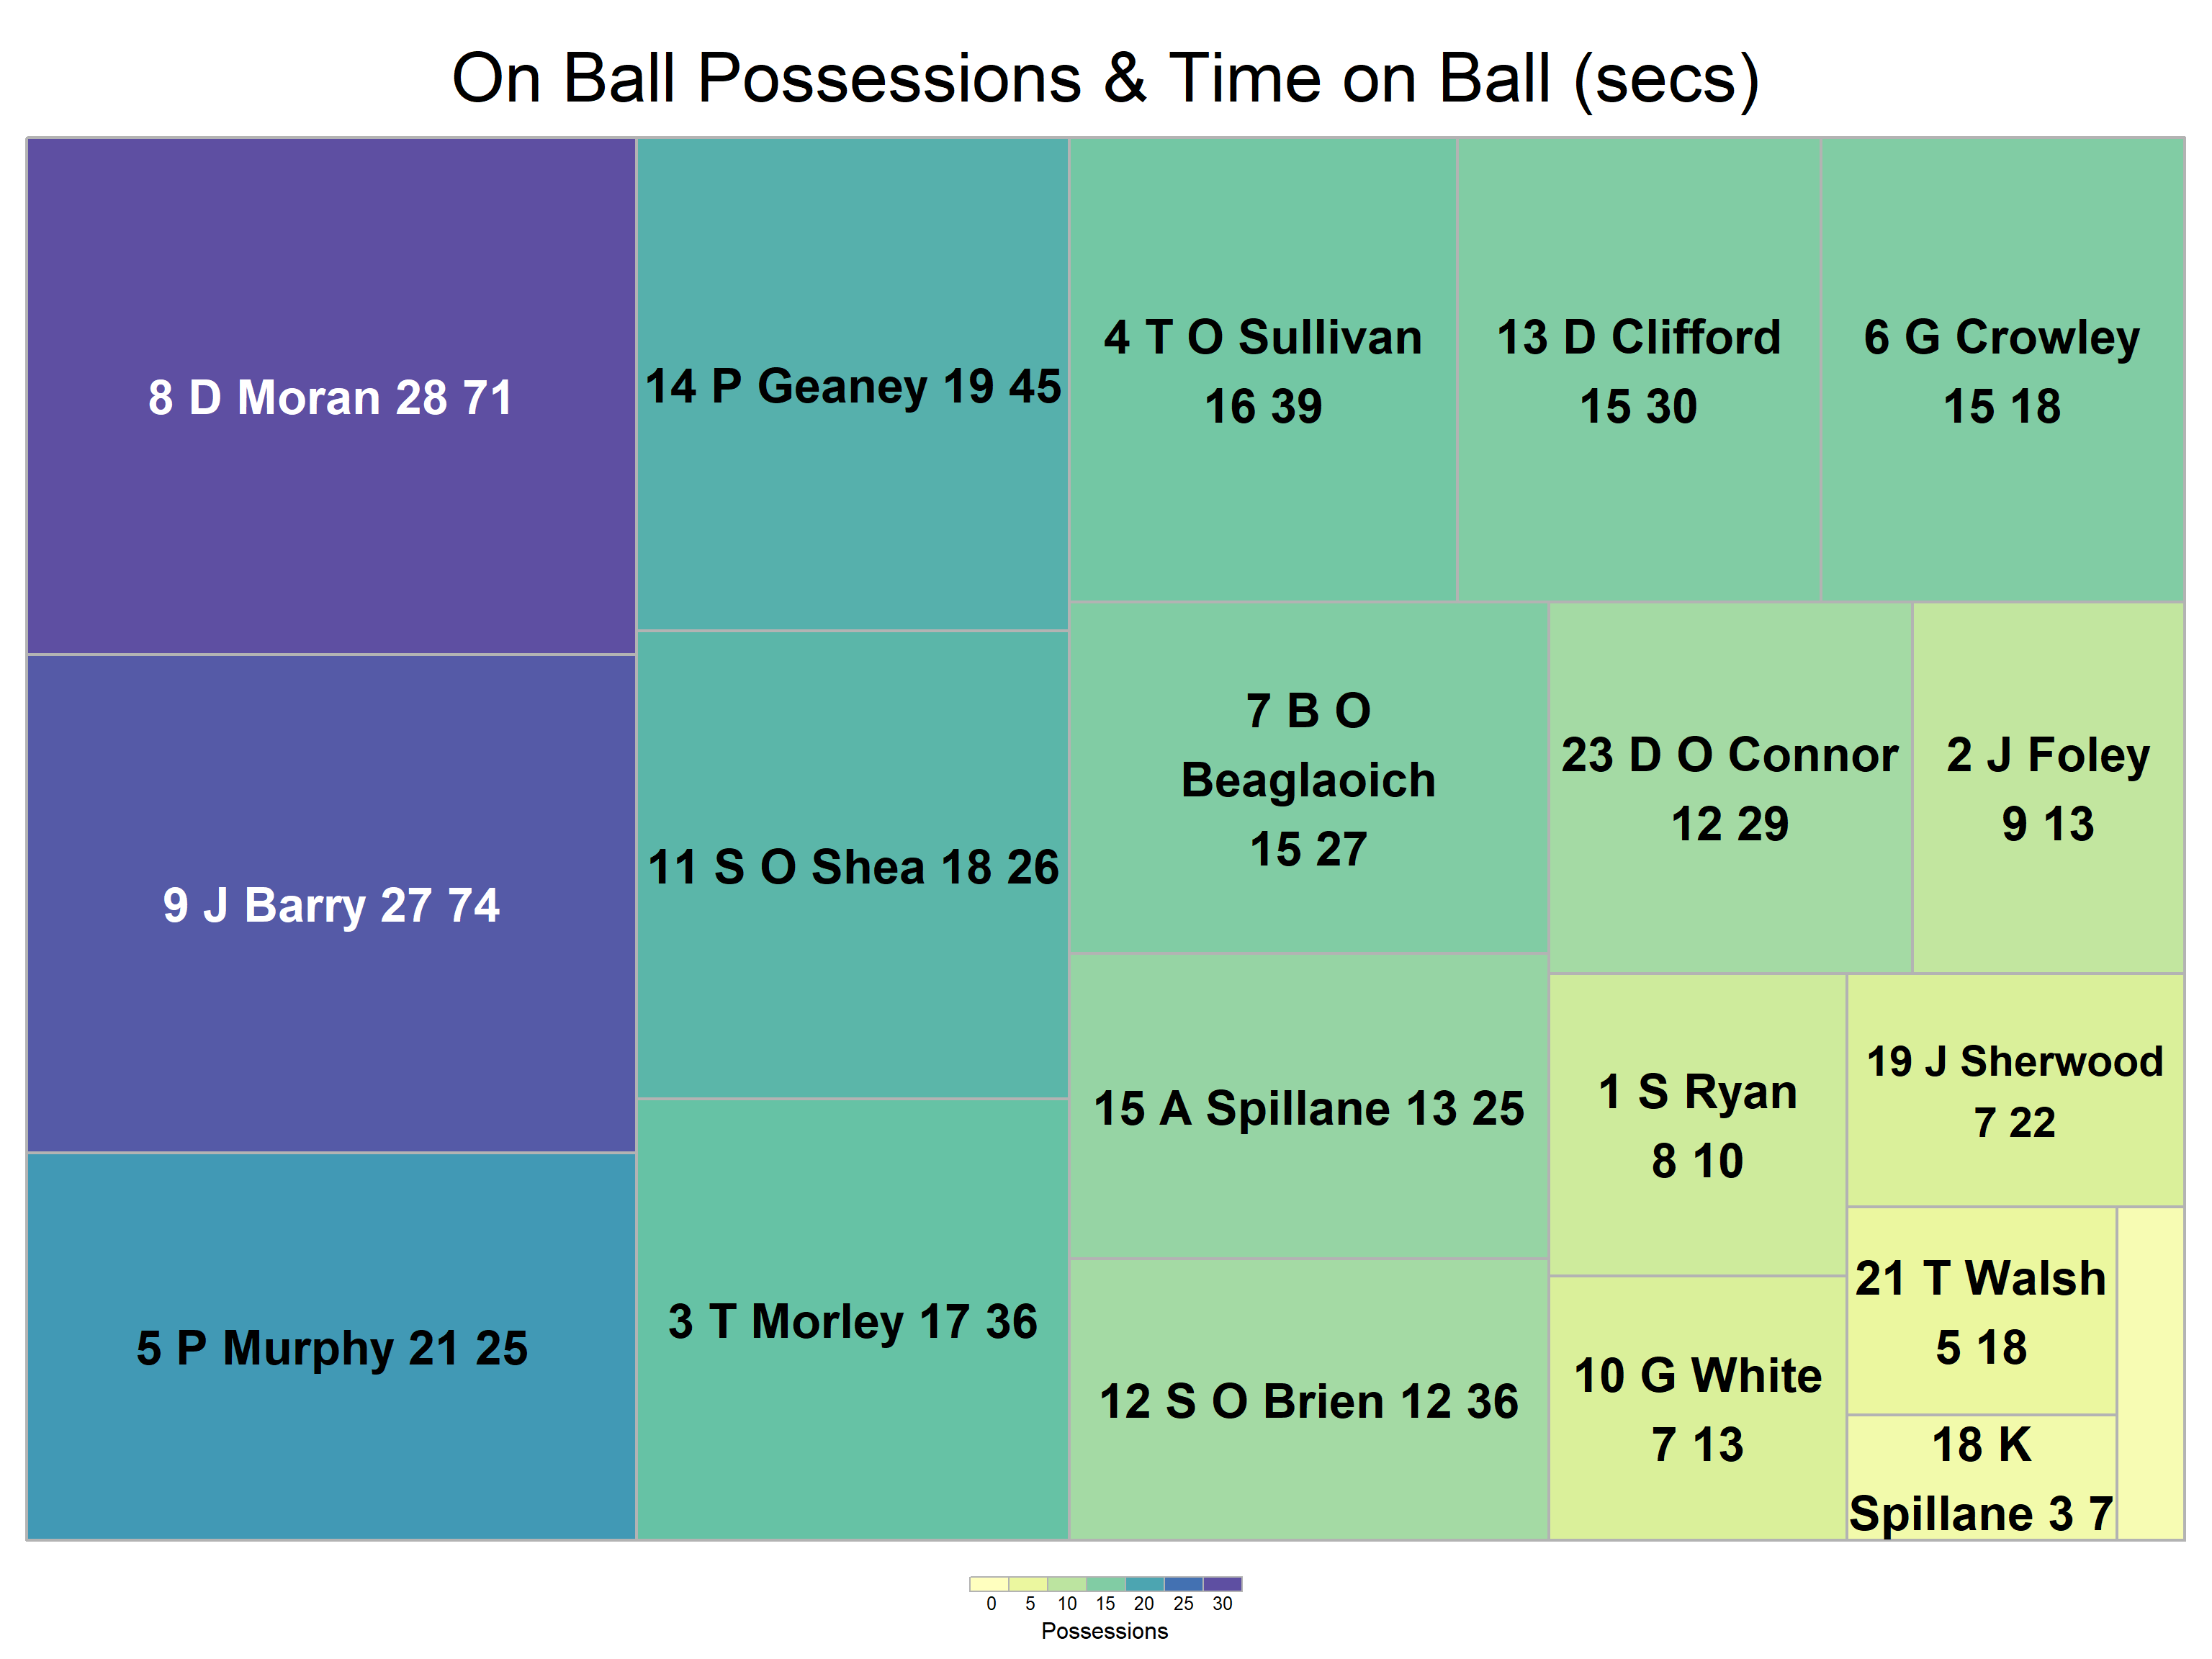 On Ball Possessions & Time on Ball (secs)
8 D Moran 28 71
9 J Barry 27 74
5 P Murphy 21 25
14 P Geaney 19 45
11 S O Shea 18 26
3 T Morley 17 36
4 T O Sullivan
16 39
13 D Clifford
15 30
6 G Crowley
15 18
7 B O
Beaglaoich
15 27
15 A Spillane 13 25
12 S O Brien 12 36
23 D O Connor
12 29
2 J Foley
9 13
1 S Ryan
8 10
10 G White
7 13
19 J Sherwood
7 22
21 T Walsh
5 18
18 K
Spillane 3 7
0 5 10 15 20 25 30
Possessions